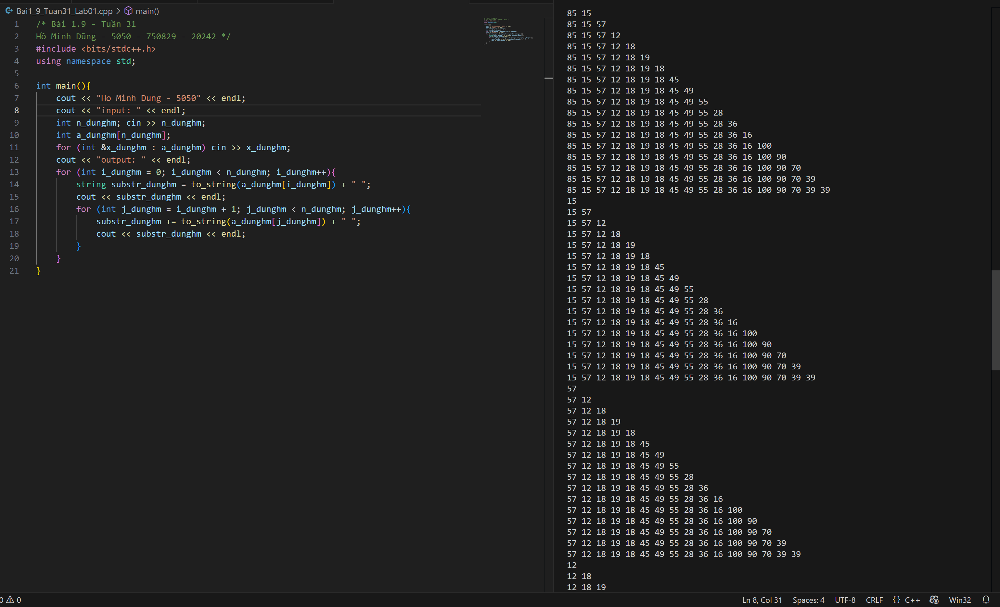 Bai1_9_Tuan31_Lab01.cpp > main()
1 /* Bài 1.9 - Tuần 31
2 Hồ Minh Dũng - 5050 - 750829 - 20242 */
3 #include <bits/stdc++.h>
4 using namespace std;
5
6 int main(){
7 cout << "Ho Minh Dung - 5050" << endl;
8 cout << "input: " << endl;
9 int n_dunghm; cin >> n_dunghm;
10 int a_dunghm[n_dunghm];
11 for (int &x_dunghm : a_dunghm) cin >> x_dunghm;
12 cout << "output: " << endl;
13 for (int i_dunghm = 0; i_dunghm < n_dunghm; i_dunghm++){
14 string substr_dunghm = to_string(a_dunghm[i_dunghm]) + " ";
15 cout << substr_dunghm << endl;
16 for (int j_dunghm = i_dunghm + 1; j_dunghm < n_dunghm; j_dunghm++){
17 substr_dunghm += to_string(a_dunghm[j_dunghm]) + " ";
18 cout << substr_dunghm << endl;
19 }
20 }
21 }
85 15
85 15 57
85 15 57 12
85 15 57 12 18
85 15 57 12 18 19
85 15 57 12 18 19 18
85 15 57 12 18 19 18 45
85 15 57 12 18 19 18 45 49
85 15 57 12 18 19 18 45 49 55
85 15 57 12 18 19 18 45 49 55 28
85 15 57 12 18 19 18 45 49 55 28 36
85 15 57 12 18 19 18 45 49 55 28 36 16
85 15 57 12 18 19 18 45 49 55 28 36 16 100
85 15 57 12 18 19 18 45 49 55 28 36 16 100 90
85 15 57 12 18 19 18 45 49 55 28 36 16 100 90 70
85 15 57 12 18 19 18 45 49 55 28 36 16 100 90 70 39
85 15 57 12 18 19 18 45 49 55 28 36 16 100 90 70 39 39
15
15 57
15 57 12
15 57 12 18
15 57 12 18 19
15 57 12 18 19 18
15 57 12 18 19 18 45
15 57 12 18 19 18 45 49
15 57 12 18 19 18 45 49 55
15 57 12 18 19 18 45 49 55 28
15 57 12 18 19 18 45 49 55 28 36
15 57 12 18 19 18 45 49 55 28 36 16
15 57 12 18 19 18 45 49 55 28 36 16 100
15 57 12 18 19 18 45 49 55 28 36 16 100 90
15 57 12 18 19 18 45 49 55 28 36 16 100 90 70
15 57 12 18 19 18 45 49 55 28 36 16 100 90 70 39
15 57 12 18 19 18 45 49 55 28 36 16 100 90 70 39 39
57
57 12
57 12 18
57 12 18 19
57 12 18 19 18
57 12 18 19 18 45
57 12 18 19 18 45 49
57 12 18 19 18 45 49 55
57 12 18 19 18 45 49 55 28
57 12 18 19 18 45 49 55 28 36
57 12 18 19 18 45 49 55 28 36 16
57 12 18 19 18 45 49 55 28 36 16 100
57 12 18 19 18 45 49 55 28 36 16 100 90
57 12 18 19 18 45 49 55 28 36 16 100 90 70
57 12 18 19 18 45 49 55 28 36 16 100 90 70 39
57 12 18 19 18 45 49 55 28 36 16 100 90 70 39 39
12
12 18
12 18 19
0 0 Ln 8, Col 31 Spaces: 4 UTF-8 CRLF {} C++ Win32